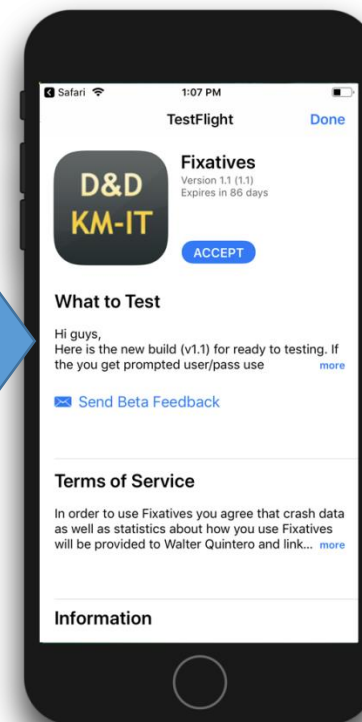 Safari 1:07 PM
TestFlight Done
D&D
KM-IT
Fixatives
Version 1.1 (1.1)
Expires in 86 days
ACCEPT
What to Test
Hi guys,
Here is the new build (v1.1) for ready to testing. If
the you get prompted user/pass use more
Send Beta Feedback
Terms of Service
In order to use Fixatives you agree that crash data
as well as statistics about how you use Fixatives
will be provided to Walter Quintero and link... more
Information